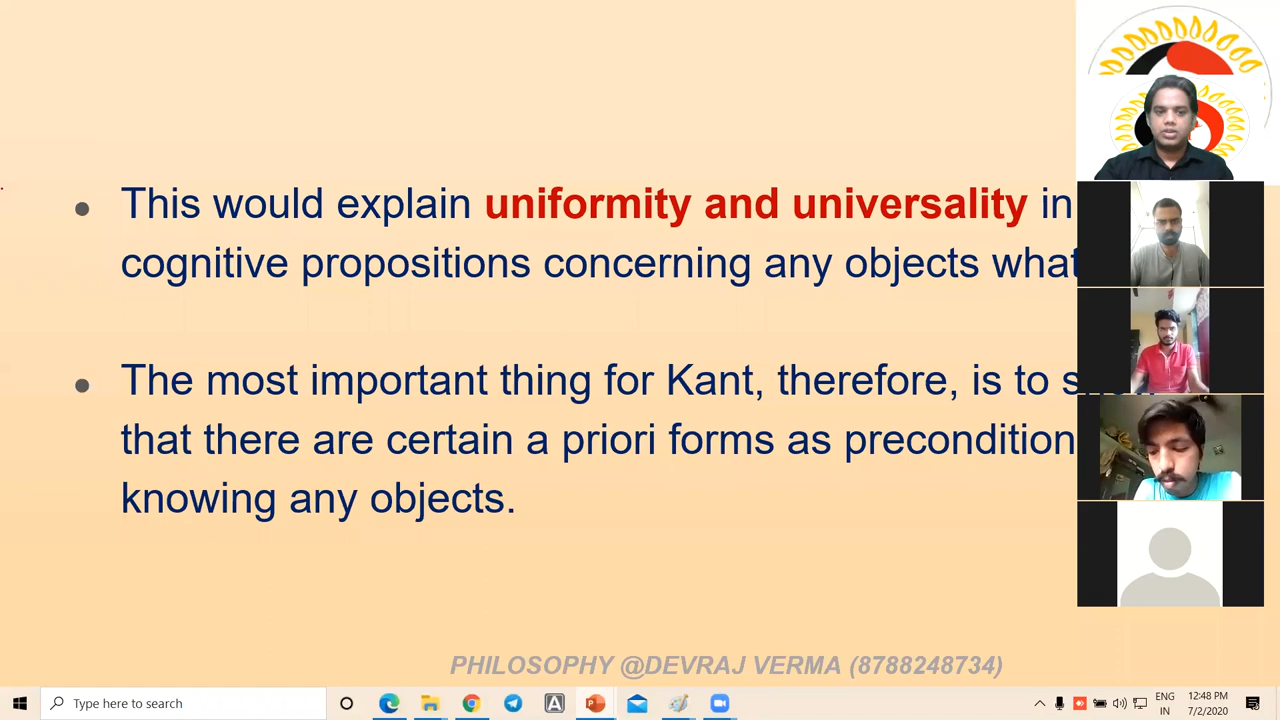 This would explain uniformity and universality in
cognitive propositions concerning any objects what
The most important thing for Kant, therefore, is to
that there are certain a priori forms as precondition
knowing any objects.
PHILOSOPHY @DEVRAJ VERMA (8788248734)
Type here to search
ENG
IN
12:48 PM
7/2/2020